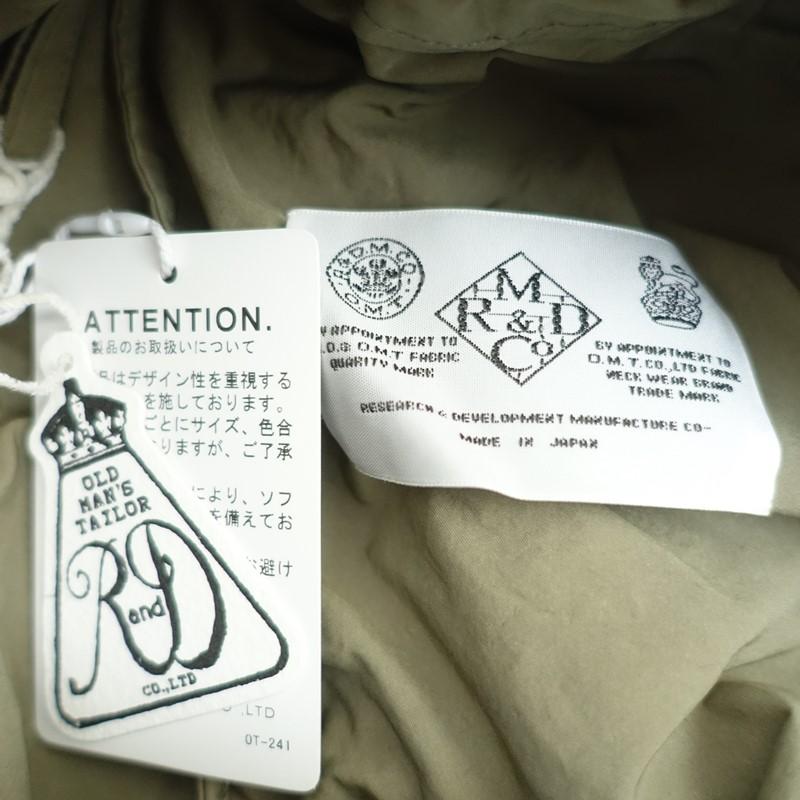 ATTENTION.
製品のお取扱いについて
はデザイン性を重視する
を施しております。
ごとにサイズ、色合
りますが、ご了承
により、ソフ
を備えてお
避け
.,LTD
OT-241
OLD
MAN'S
TAILOR
R and D
CO.,LTD
R&D.M.CO.
O.M.T.
Y APPOINTMENT TO
.D.& O.M.T FABRIC
QUARITY MARK
M
R & D
Co
BY APPOINTMENT TO
O.M.T.CO.,LTD FABRIC
NECK WEAR BRAND
TRADE MARK
RESEARCH & DEVELOPMENT MANUFACTURE CO-
MADE IN JAPAN